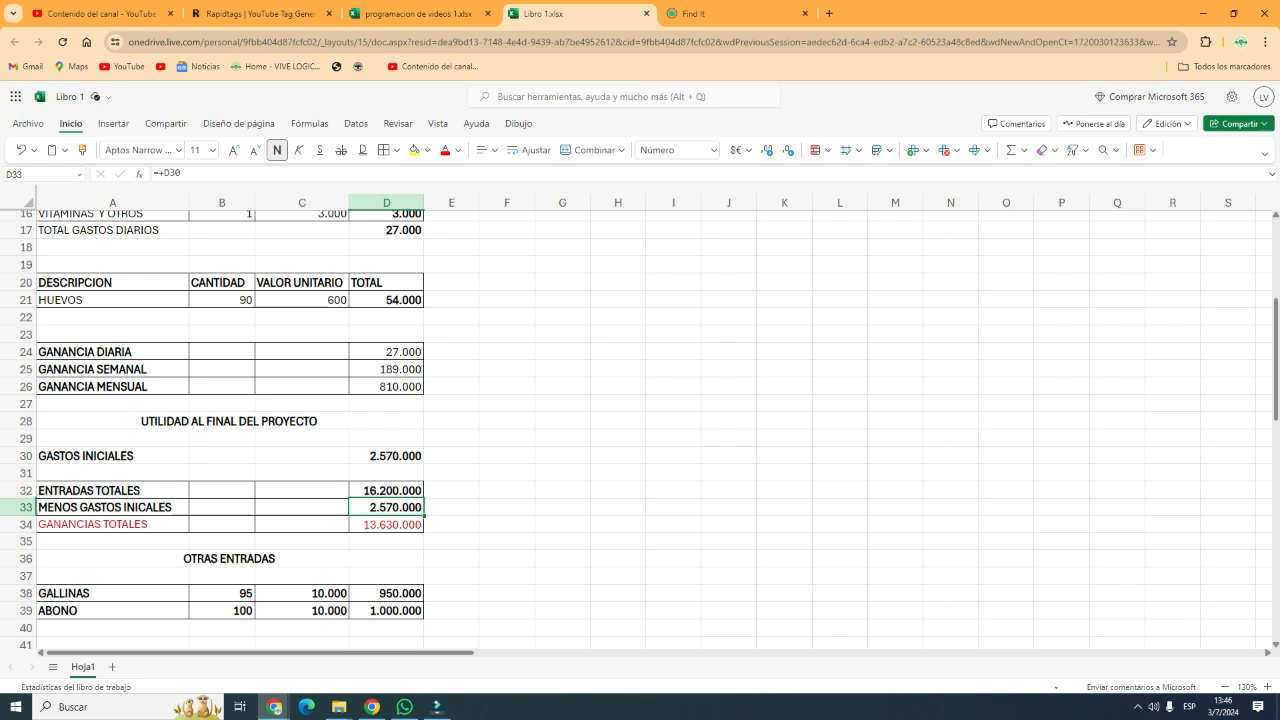 Contenido del canal - YouTube
Rapidtags | YouTube Tag Gene
programacion de videos 1.xlsx
Libro 1.xlsx
Find It
onedrive.live.com/personal/9fbb404d87fcfc02/_layouts/15/doc.aspx?resid=dea9bd13-7148-4e4d-9439-ab7be4952612&cid=9fbb404d87fcfc02&wdPreviousSession=aedec62d-6ca4-edb2-a7c2-60523a48c8ed&wdNewAndOpenCt=1720030123633&w...
Gmail Maps YouTube Noticias Home - VIVE LOGIC... Contenido del canal... Todos los marcadores
Libro 1
Buscar herramientas, ayuda y mucho más (Alt + Q)
Comprar Microsoft 365
LV
Archivo Inicio Insertar Compartir Diseño de página Fórmulas Datos Revisar Vista Ayuda Dibujo
Comentarios Ponerse al día Edición Compartir
Aptos Narrow ... 11 N K S ab D A Ajustar Combinar Número $€
D33 fx =+D30
A B C D E F G H I J K L M N O P Q R S
16 VITAMINAS Y OTROS 1 3.000 3.000
17 TOTAL GASTOS DIARIOS 27.000
18
19
20 DESCRIPCION CANTIDAD VALOR UNITARIO TOTAL
21 HUEVOS 90 600 54.000
22
23
24 GANANCIA DIARIA 27.000
25 GANANCIA SEMANAL 189.000
26 GANANCIA MENSUAL 810.000
27
28 UTILIDAD AL FINAL DEL PROYECTO
29
30 GASTOS INICIALES 2.570.000
31
32 ENTRADAS TOTALES 16.200.000
33 MENOS GASTOS INICALES 2.570.000
34 GANANCIAS TOTALES 13.630.000
35
36 OTRAS ENTRADAS
37
38 GALLINAS 95 10.000 950.000
39 ABONO 100 10.000 1.000.000
40
41
Hoja1
Estadísticas del libro de trabajo
Enviar comentarios a Microsoft
130%
Buscar
ESP
13:46
3/7/2024